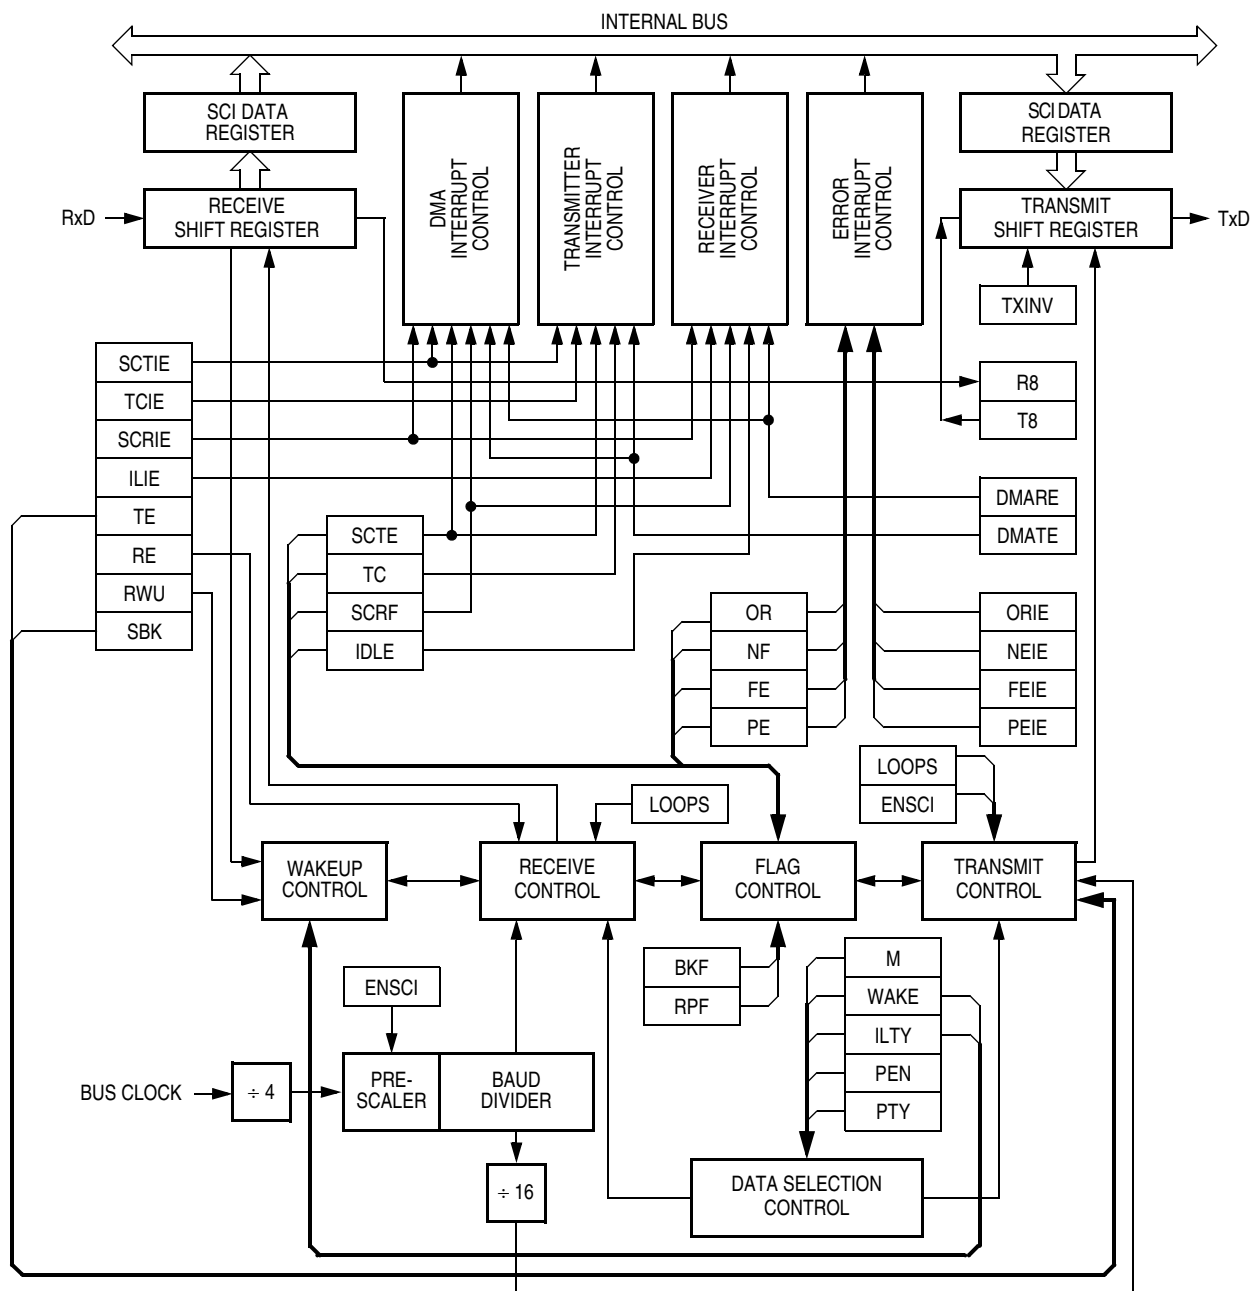 INTERNAL BUS
SCI DATA
REGISTER
SCI DATA
REGISTER
DMA
INTERRUPT
CONTROL
TRANSMITTER
INTERRUPT
CONTROL
RECEIVER
INTERRUPT
CONTROL
ERROR
INTERRUPT
CONTROL
RxD
RECEIVE
SHIFT REGISTER
TRANSMIT
SHIFT REGISTER
TxD
TXINV
SCTIE
TCIE
SCRIE
ILIE
TE
RE
RWU
SBK
R8
T8
DMARE
DMATE
SCTE
TC
SCRF
IDLE
OR
NF
FE
PE
ORIE
NEIE
FEIE
PEIE
LOOPS
LOOPS
ENSCI
WAKEUP
CONTROL
RECEIVE
CONTROL
FLAG
CONTROL
TRANSMIT
CONTROL
BKF
RPF
M
WAKE
ILTY
PEN
PTY
ENSCI
BUS CLOCK
÷ 4
PRE-
SCALER
BAUD
DIVIDER
÷ 16
DATA SELECTION
CONTROL